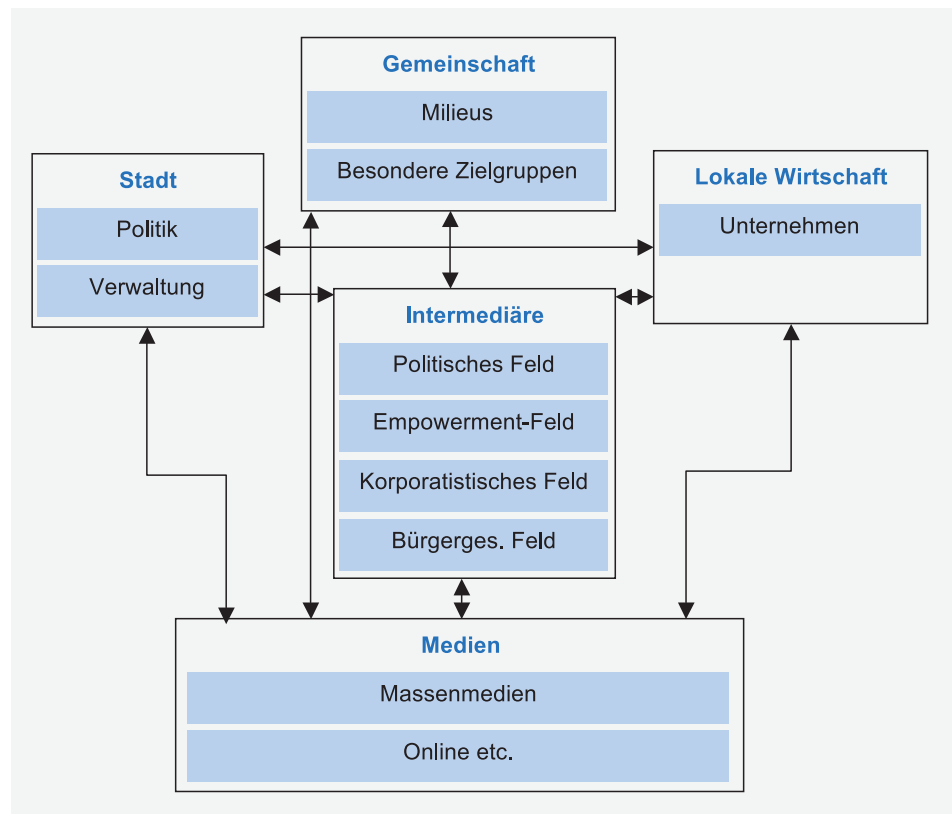 Gemeinschaft
Milieus
Besondere Zielgruppen
Stadt
Politik
Verwaltung
Lokale Wirtschaft
Unternehmen
Intermediäre
Politisches Feld
Empowerment-Feld
Korporatistisches Feld
Bürgerges. Feld
Medien
Massenmedien
Online etc.